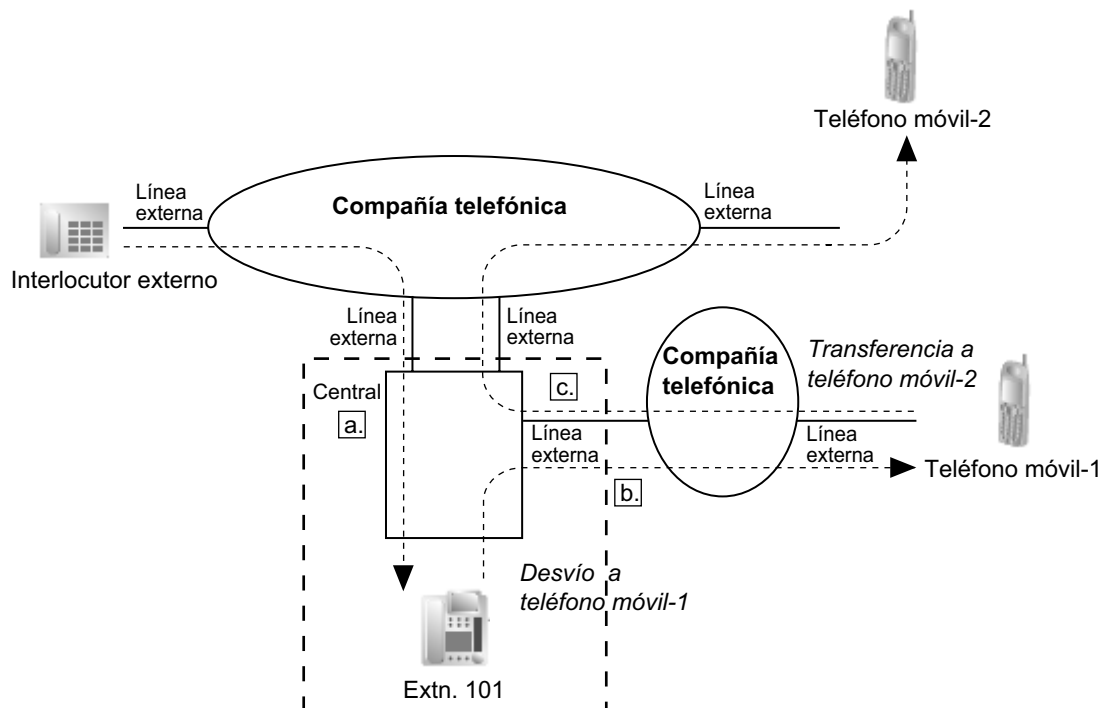 Teléfono móvil-2
Línea
externa
Compañía telefónica
Línea
externa
Interlocutor externo
Línea
externa
Línea
externa
Compañía
telefónica
Transferencia a
teléfono móvil-2
Central
a.
c.
Línea
externa
Línea
externa
Teléfono móvil-1
b.
Desvío a
teléfono móvil-1
Extn. 101